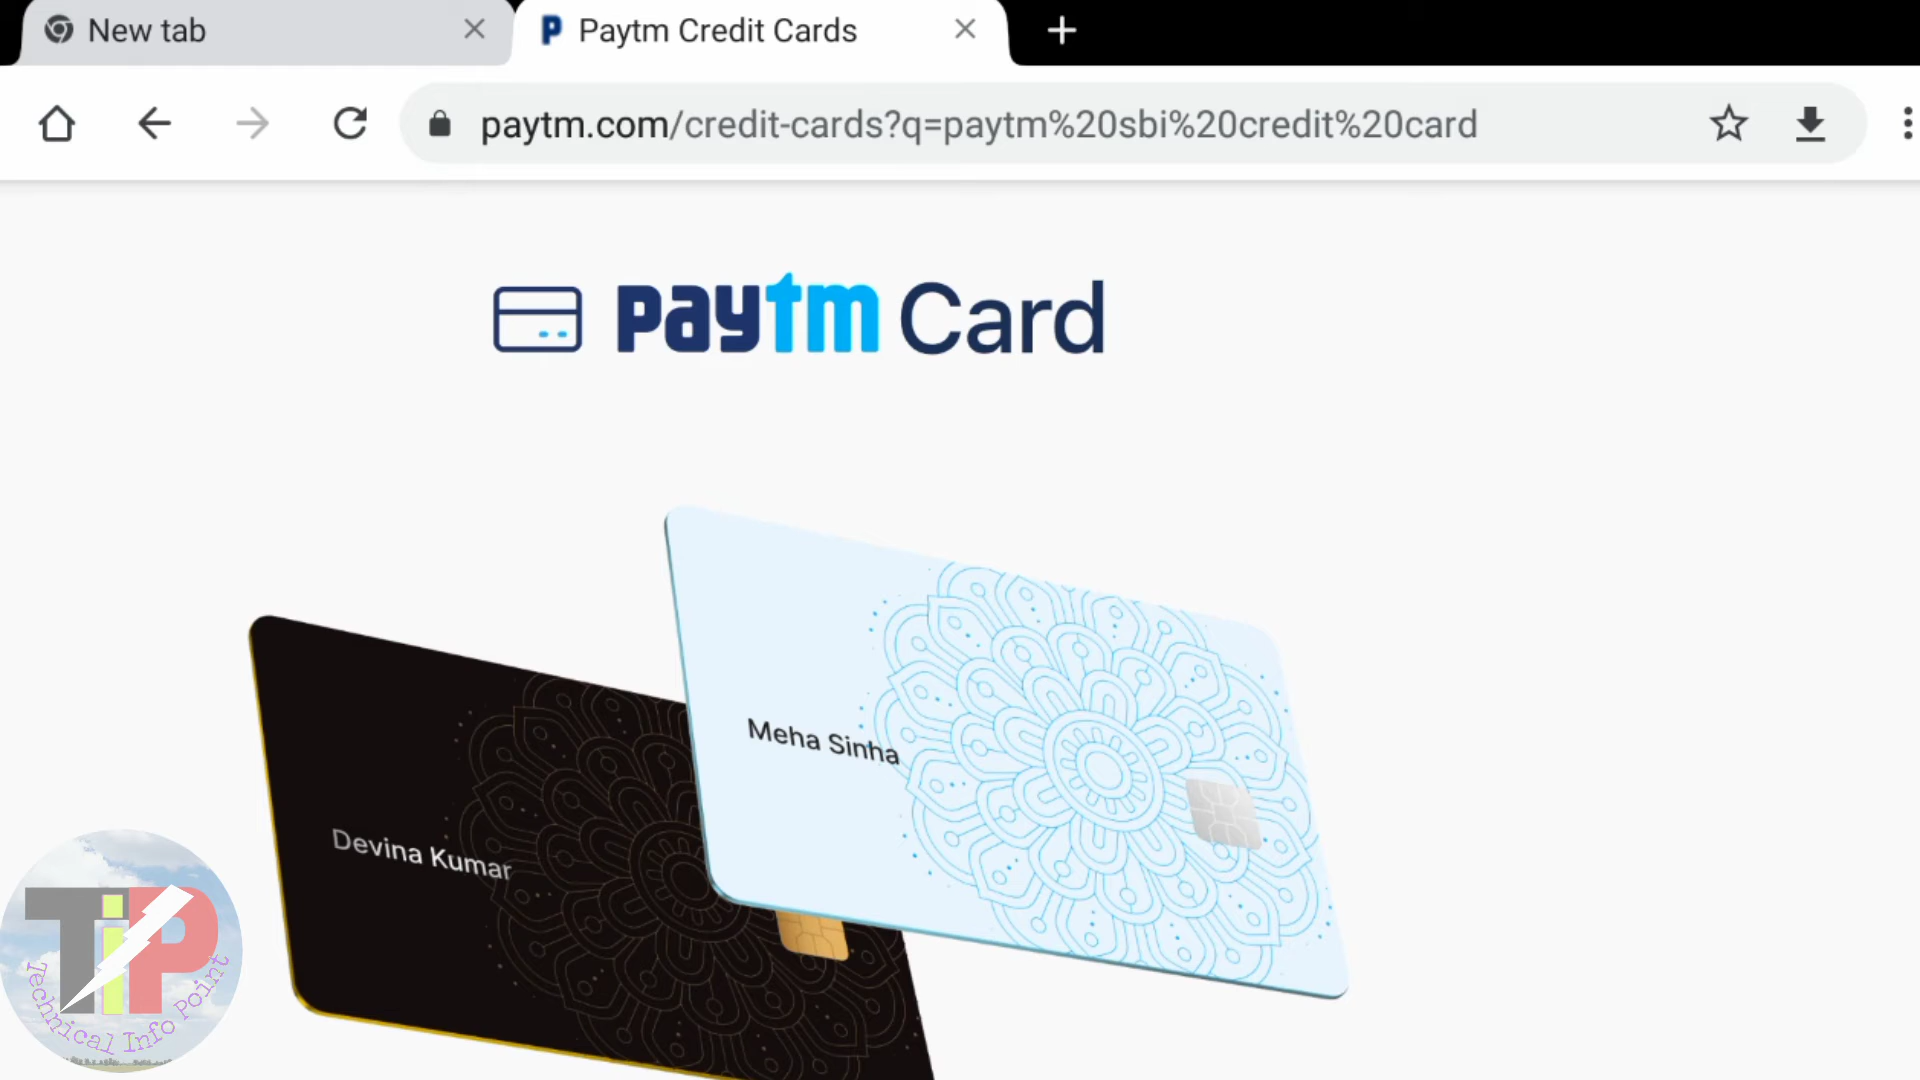 New tab
Paytm Credit Cards
paytm.com/credit-cards?q=paytm%20sbi%20credit%20card
paytm Card
Meha Sinha
Devina Kumar
TiP
Technical Info Point